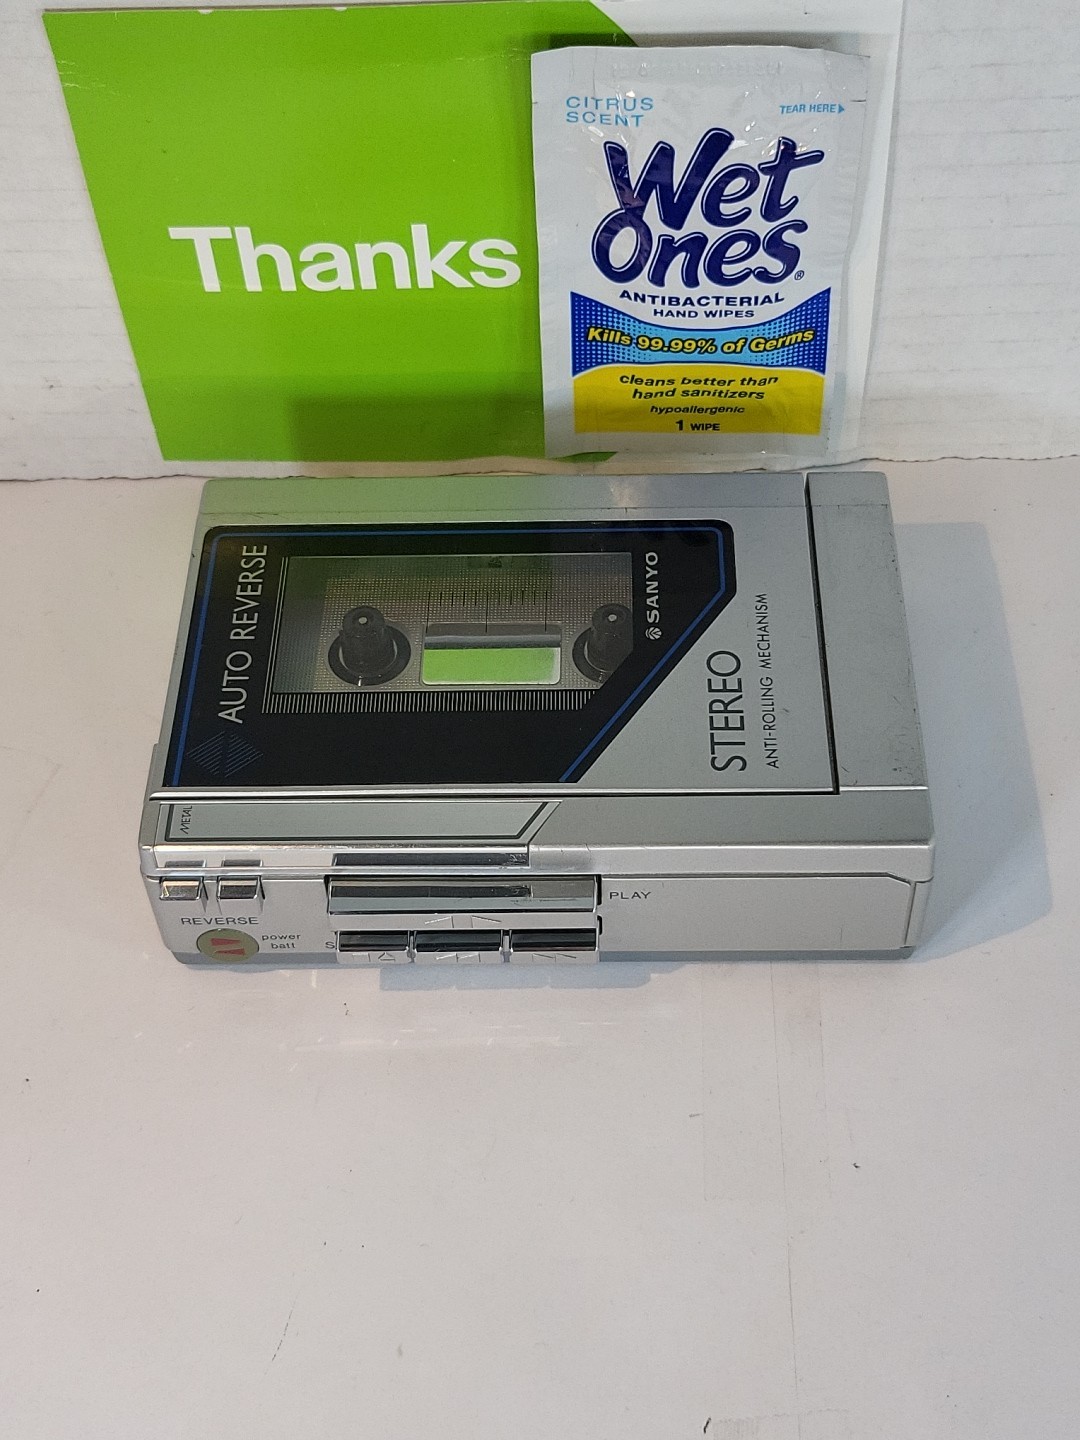 Thanks
CITRUS
SCENT
TEAR HERE
Wet
Ones®
ANTIBACTERIAL
HAND WIPES
Kills 99.99% of Germs
cleans better than
hand sanitizers
hypoallergenic
1 WIPE
AUTO REVERSE
SANYO
STEREO
ANTI-ROLLING MECHANISM
METAL
PLAY
REVERSE
power
batt